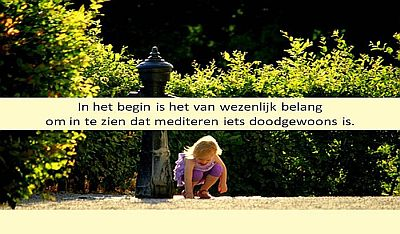 In het begin is het van wezenlijk belang
om in te zien dat mediteren iets doodgewoons is.